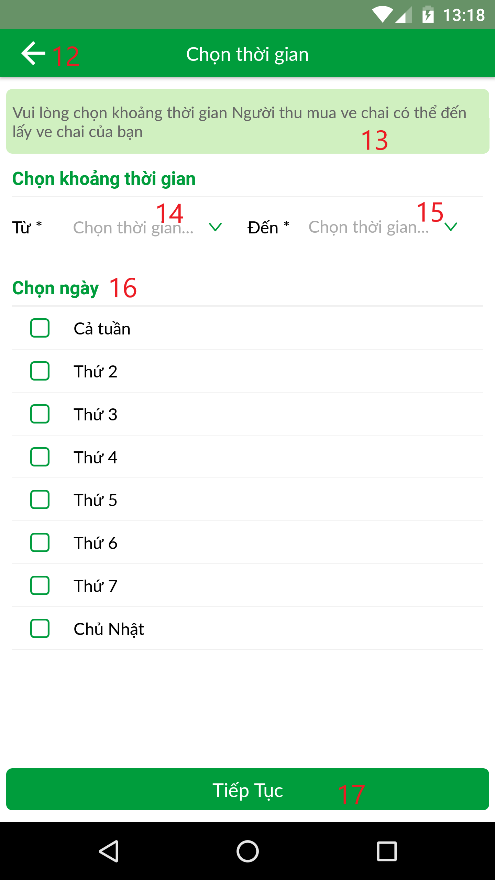 13:18
12 Chọn thời gian
Vui lòng chọn khoảng thời gian Người thu mua ve chai có thể đến
lấy ve chai của bạn
13
Chọn khoảng thời gian
14 15
Từ * Chọn thời gian... Đến * Chọn thời gian...
Chọn ngày 16
Cả tuần
Thứ 2
Thứ 3
Thứ 4
Thứ 5
Thứ 6
Thứ 7
Chủ Nhật
Tiếp Tục 17